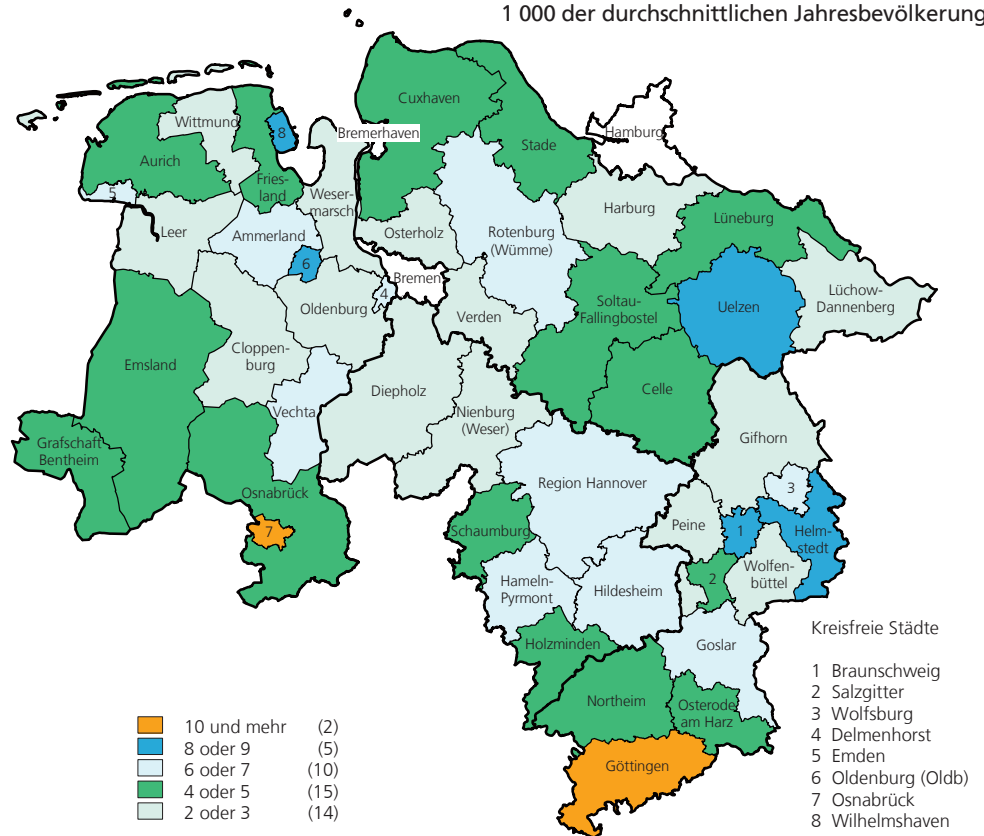 1 000 der durchschnittlichen Jahresbevölkerung
Cuxhaven
Wittmund
8
Bremerhaven
Hamburg
Stade
Aurich
Fries-
land
5
Weser-
marsch
Harburg
Lüneburg
Leer
Ammerland
Osterholz
Rotenburg
(Wümme)
6
Bremen
4
Oldenburg
Verden
Soltau-
Fallingbostel
Uelzen
Lüchow-
Dannenberg
Emsland
Cloppen-
burg
Diepholz
Celle
Vechta
Nienburg
(Weser)
Gifhorn
Grafschaft
Bentheim
Osnabrück
Region Hannover
3
7
Schaumburg
Peine
1
Helm-
stedt
2
Wolfen-
büttel
Hameln-
Pyrmont
Hildesheim
Holzminden
Goslar
Northeim
Osterode
am Harz
Göttingen
10 und mehr (2)
8 oder 9 (5)
6 oder 7 (10)
4 oder 5 (15)
2 oder 3 (14)
Kreisfreie Städte
1 Braunschweig
2 Salzgitter
3 Wolfsburg
4 Delmenhorst
5 Emden
6 Oldenburg (Oldb)
7 Osnabrück
8 Wilhelmshaven